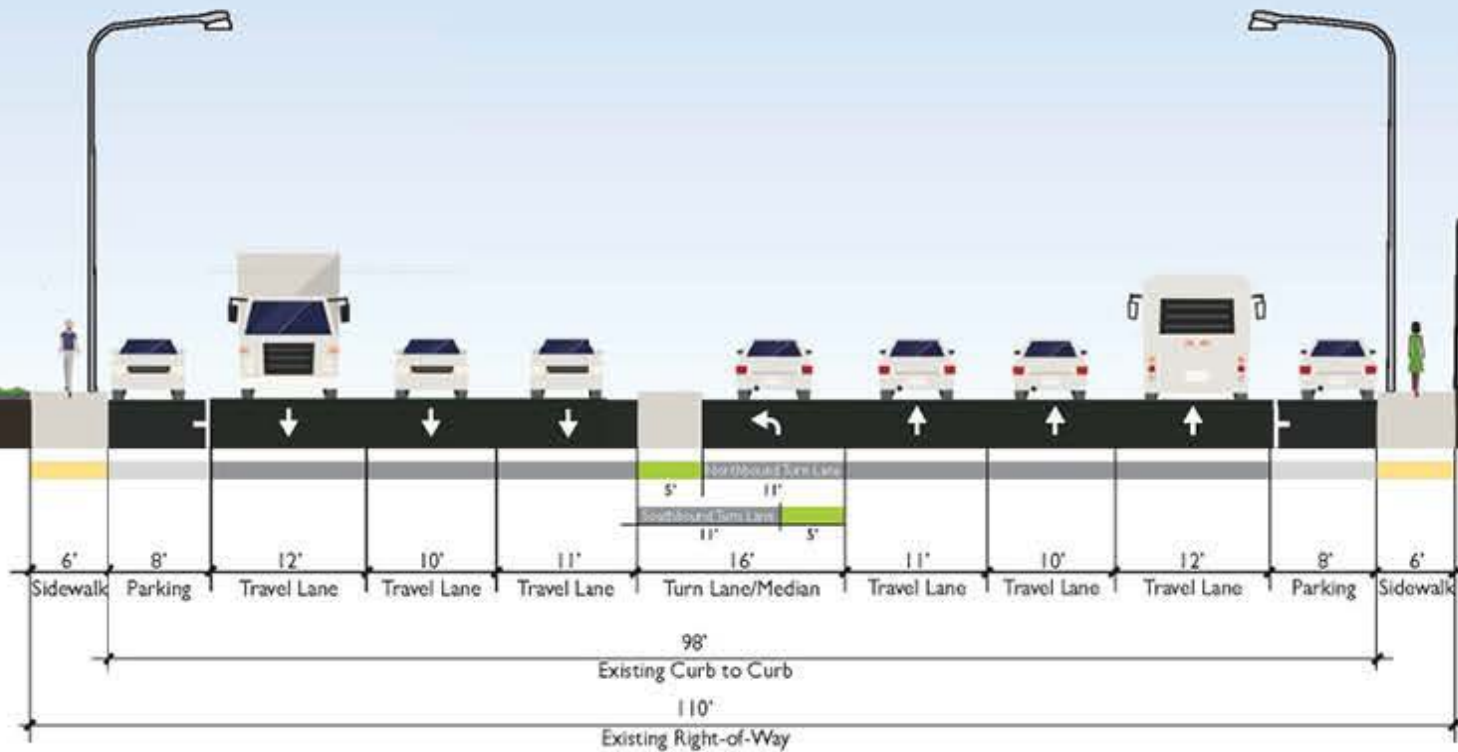 Northbound Turn Lane
5' 11'
Southbound Turn Lane
11' 5'
6' 8' 12' 10' 11' 16' 11' 10' 12' 8' 6'
Sidewalk Parking Travel Lane Travel Lane Travel Lane Turn Lane/Median Travel Lane Travel Lane Travel Lane Parking Sidewalk
98'
Existing Curb to Curb
110'
Existing Right-of-Way